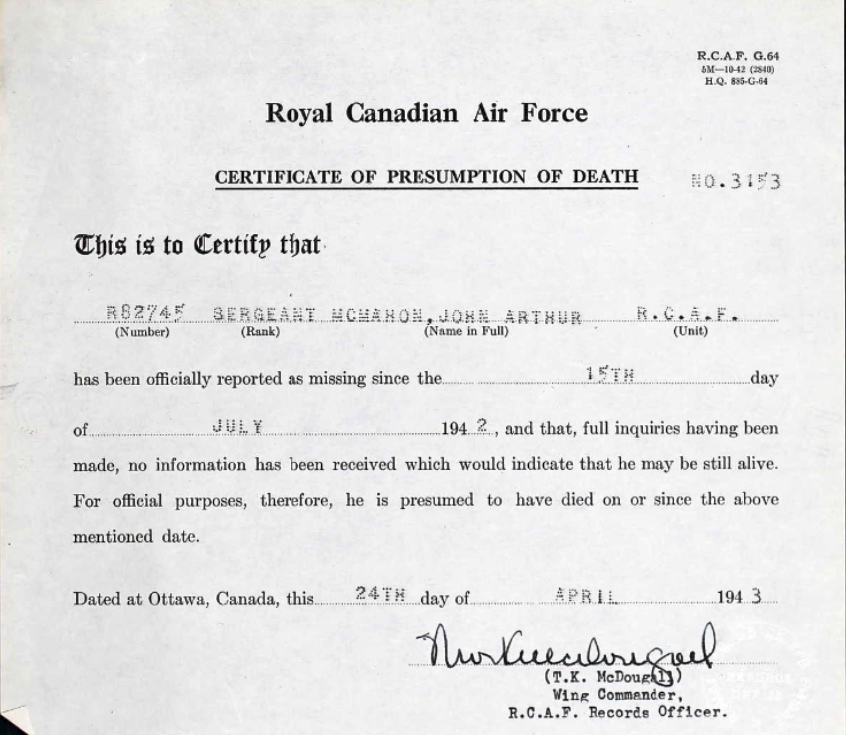 R.C.A.F. G.64
5M—10-42 (2840)
H.Q. 885-G-64
Royal Canadian Air Force
CERTIFICATE OF PRESUMPTION OF DEATH NO.3153
This is to Certify that
R82745 SERGEANT MCMAHON, JOHN ARTHUR R.C.A.F.
(Number) (Rank) (Name in Full) (Unit)
has been officially reported as missing since the 15TH day
of JULY 1942, and that, full inquiries having been
made, no information has been received which would indicate that he may be still alive.
For official purposes, therefore, he is presumed to have died on or since the above
mentioned date.
Dated at Ottawa, Canada, this 24TH day of APRIL 1943
(T.K. McDougall)
Wing Commander,
R.C.A.F. Records Officer.